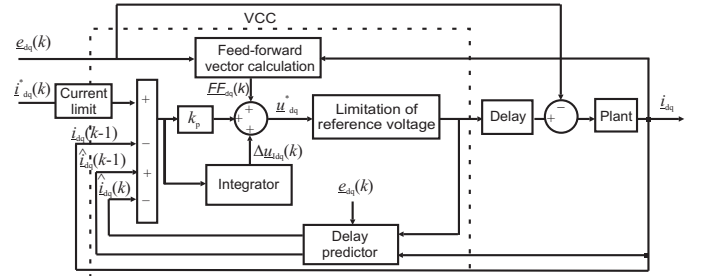 VCC
e_dq(k)
Feed-forward
vector calculation
i*_dq(k)
Current
limit
FF_dq(k)
+
+
+
+
k_p
u*_dq
Limitation of
reference voltage
Delay
+
−
Plant
i_dq
i_dq(k-1)
−
î_dq(k-1)
+
î_dq(k)
−
Δu_Idq(k)
Integrator
e_dq(k)
Delay
predictor